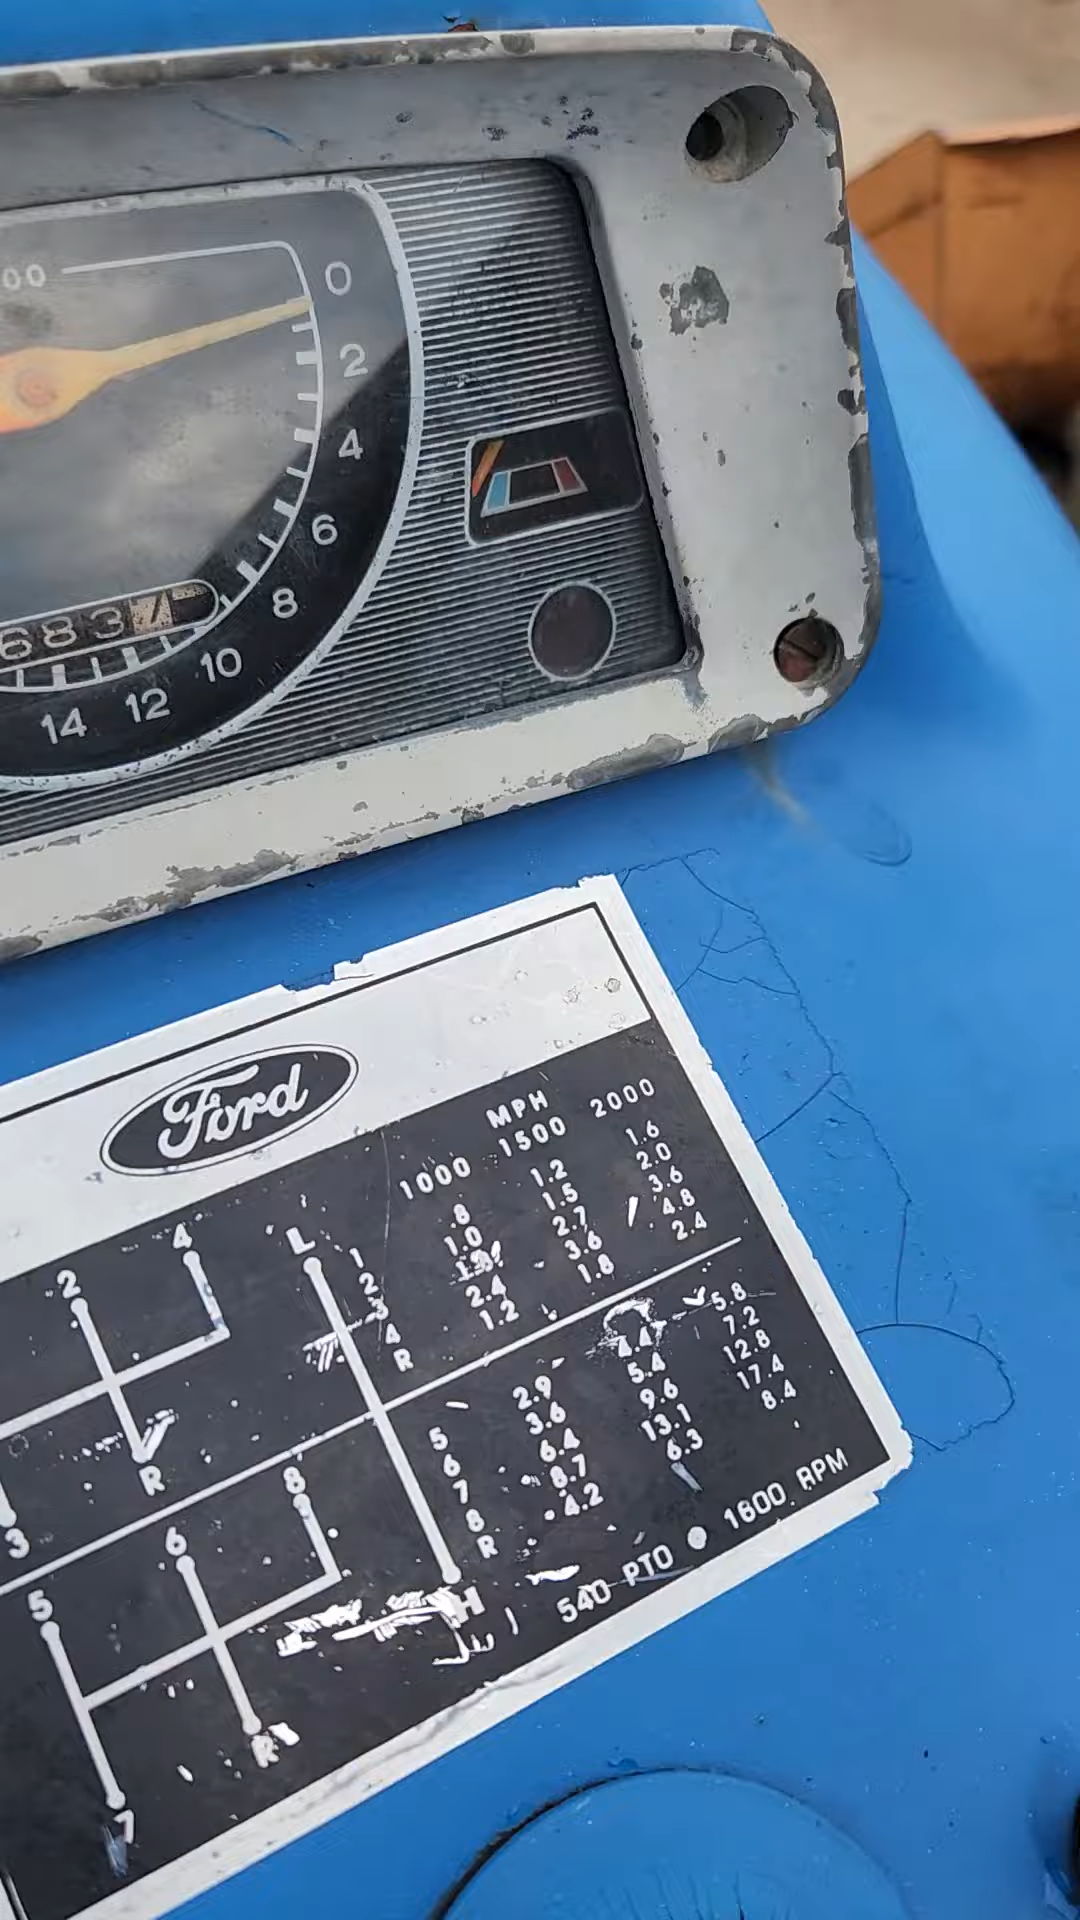 00
0
2
4
6
8
10
12
14
683
Ford
MPH
1000 1500 2000
2 4 L
1 .8 1.2 1.6
2 1.0 1.5 2.0
3 2.7 3.6
4 2.4 3.6 4.8
R 1.2 1.8 2.4
R
3
5 2.9 4.4 5.8
6 3.6 5.4 7.2
7 6.4 9.6 12.8
8 8.7 13.1 17.4
R 4.2 6.3 8.4
5 6 8
H
R
7
540 PTO ● 1600 RPM